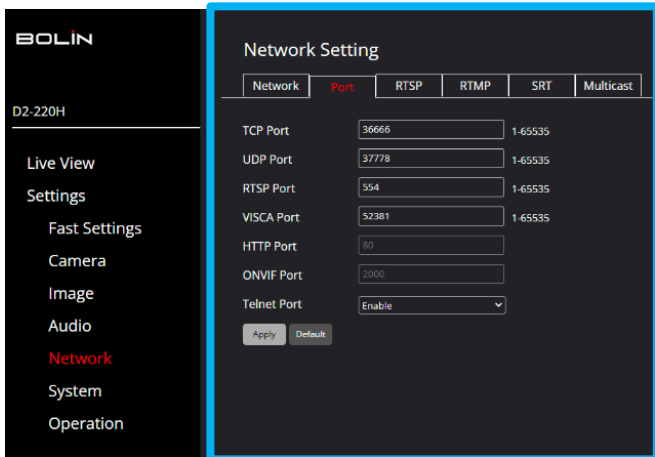 BOLIN
D2-220H
Live View
Settings
Fast Settings
Camera
Image
Audio
Network
System
Operation
Network Setting
Network Port RTSP RTMP SRT Multicast
TCP Port 36666 1-65535
UDP Port 37778 1-65535
RTSP Port 554 1-65535
VISCA Port 52381 1-65535
HTTP Port 80
ONVIF Port 2000
Telnet Port Enable
Apply Default